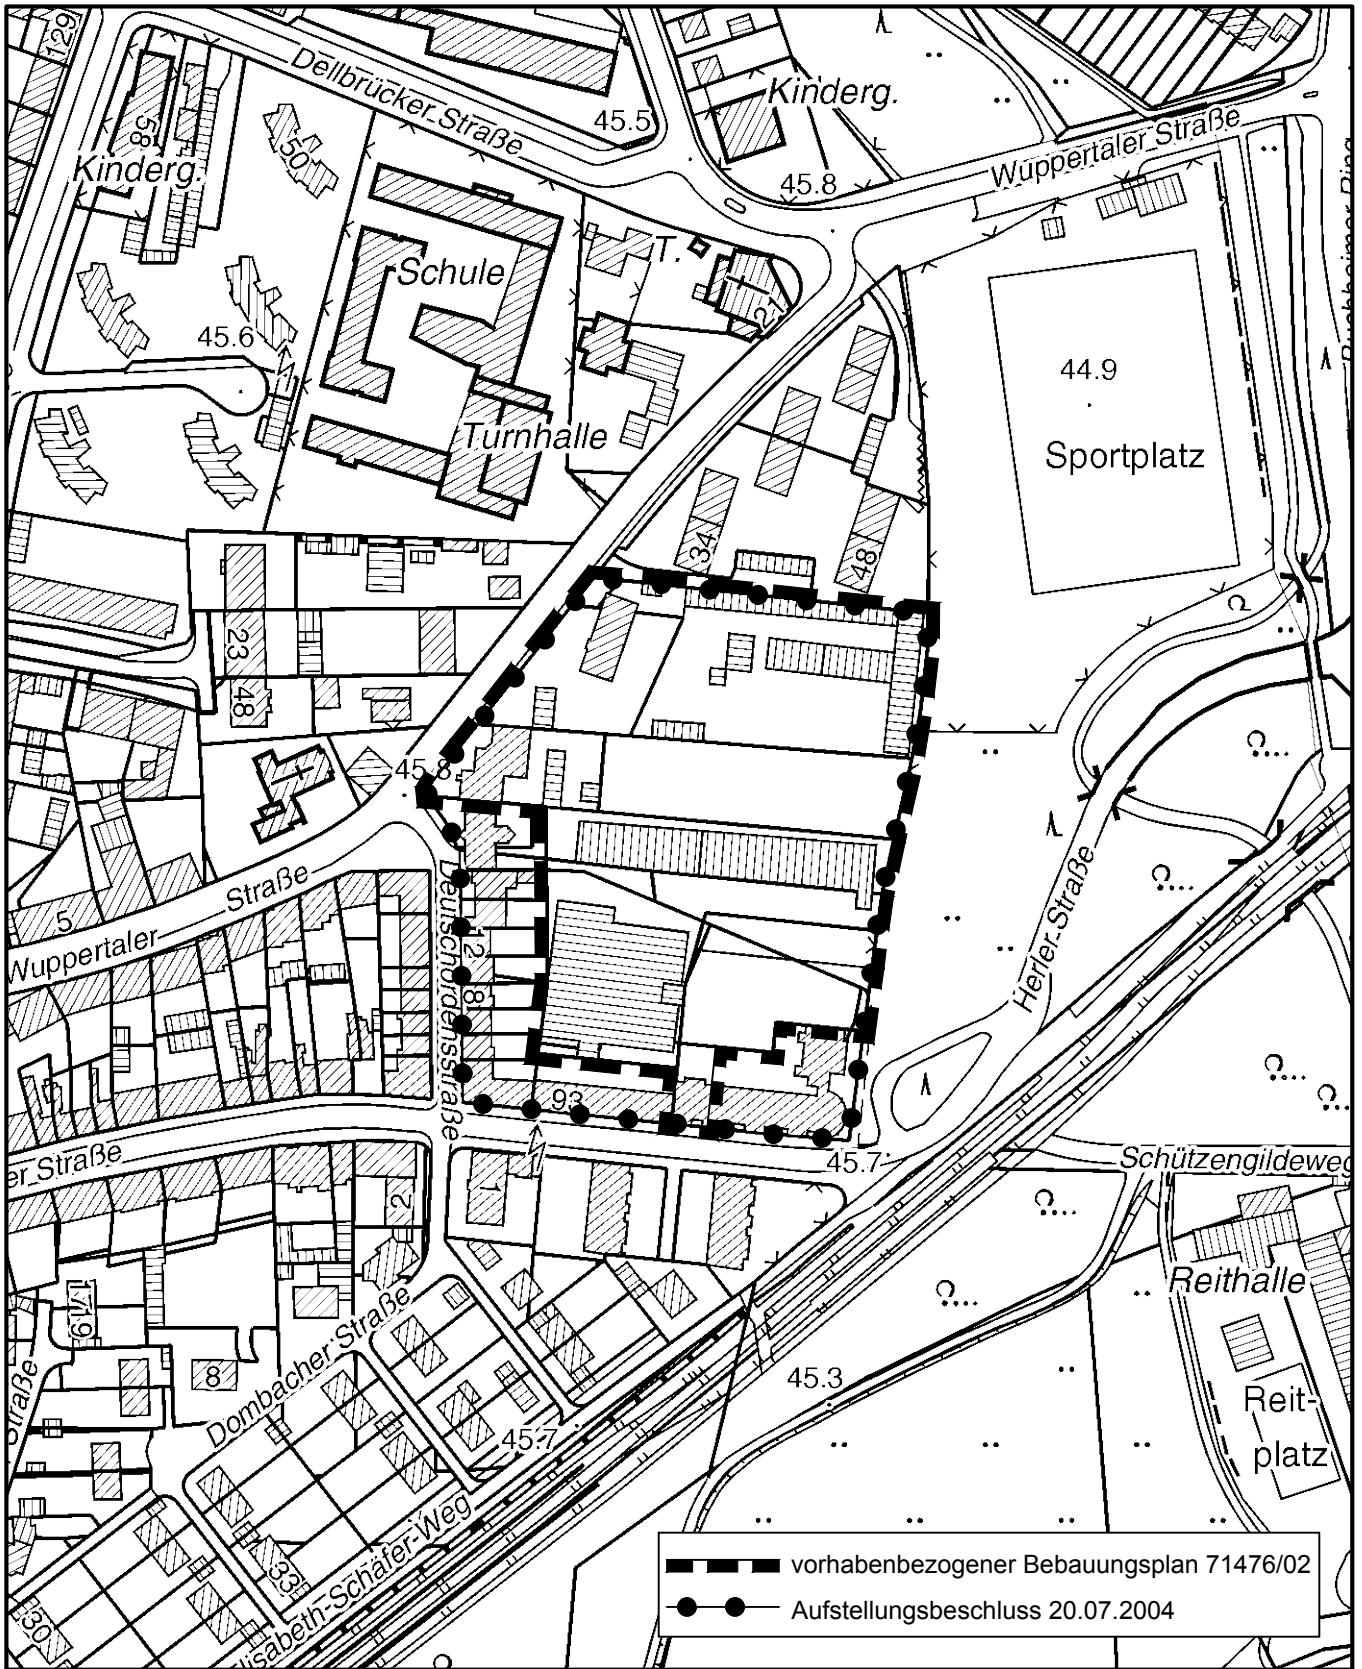 129
Dellbrücker Straße
45.5
Kinderg.
58
50
Kinderg.
45.8
Wuppertaler Straße
T.
21
Schule
45.6
44.9
Turnhalle
Sportplatz
34
48
23
48
45.8
Straße
5
Wuppertaler
Deutschordensstraße
12
8
Herler Straße
93
er Straße
45.7
Schützengildeweg
1
2
Reithalle
1719
Dombacher Straße
8
45.3
Straße
Reit-
platz
45.7
Elisabeth-Schäfer-Weg
33
30
vorhabenbezogener Bebauungsplan 71476/02
Aufstellungsbeschluss 20.07.2004